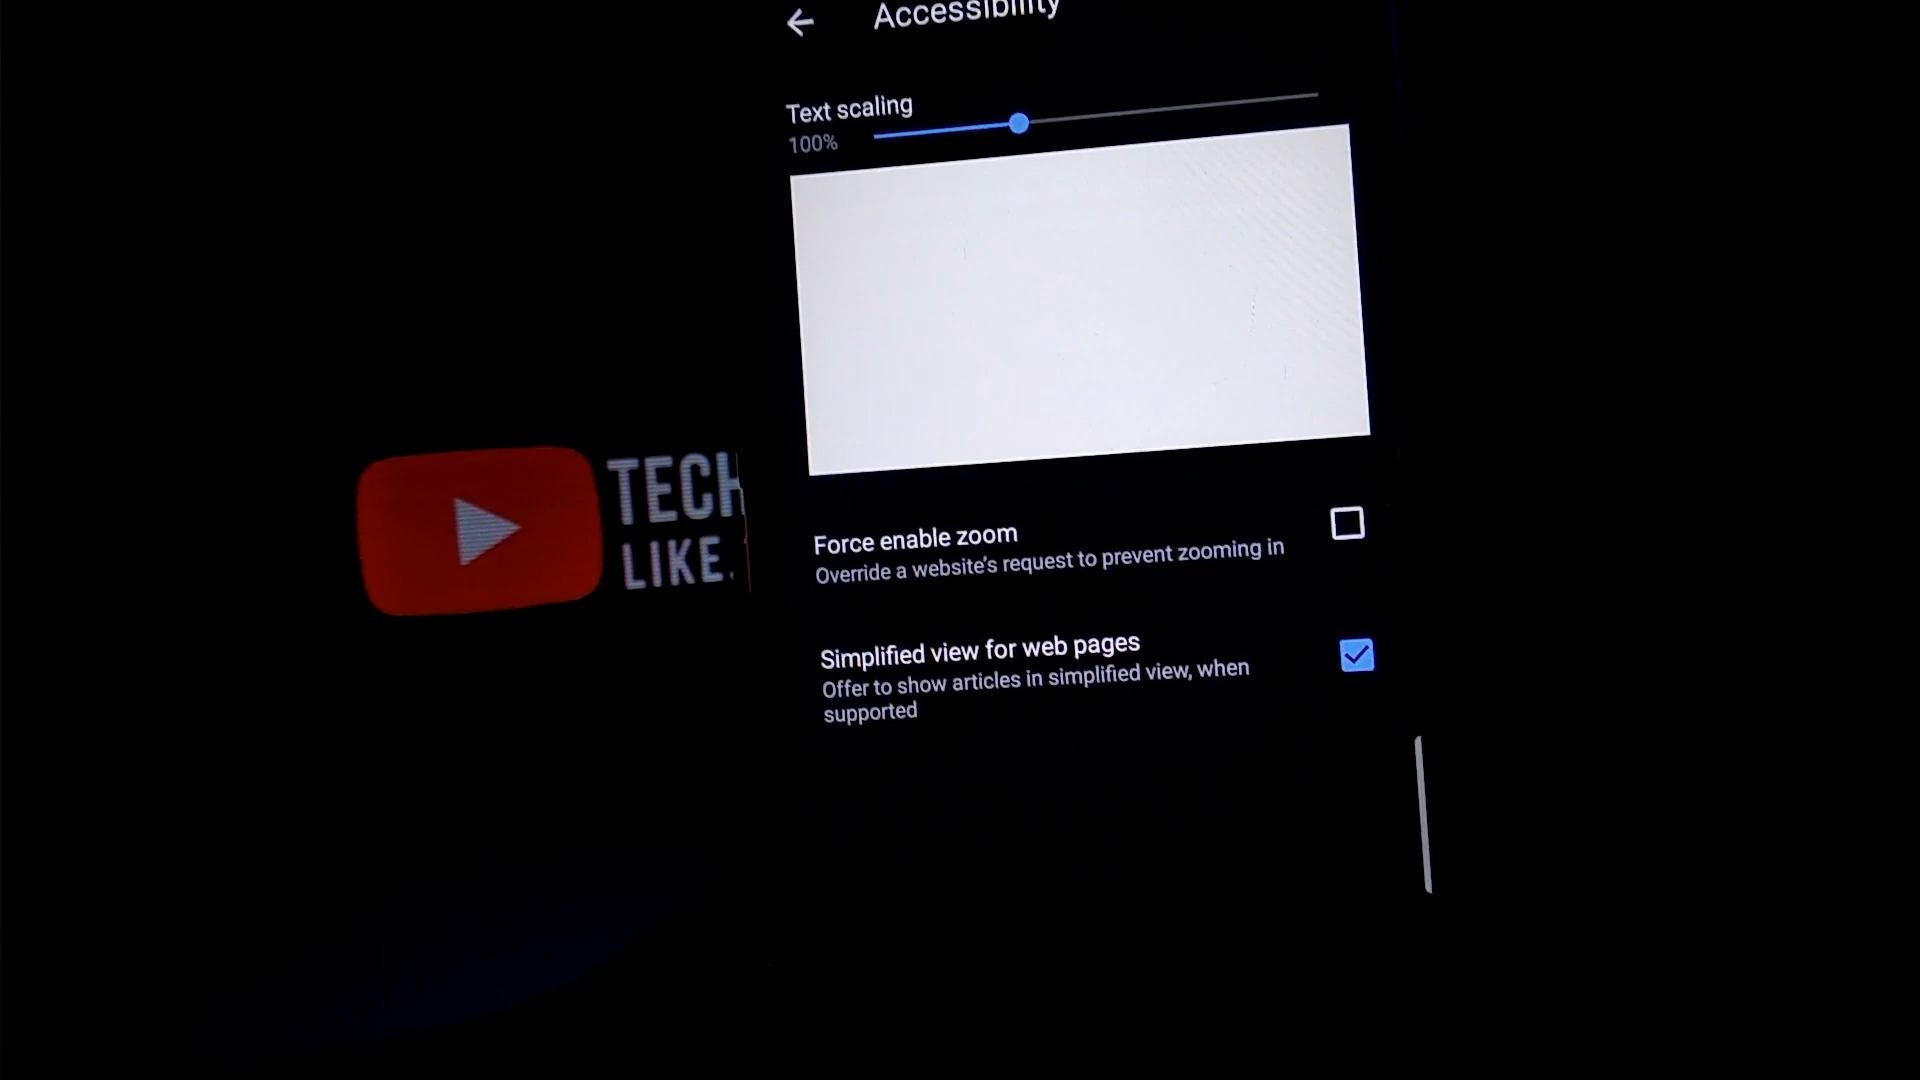 Accessibility
Text scaling
100%
TECH
LIKE.
Force enable zoom
Override a website's request to prevent zooming in
Simplified view for web pages
Offer to show articles in simplified view, when
supported